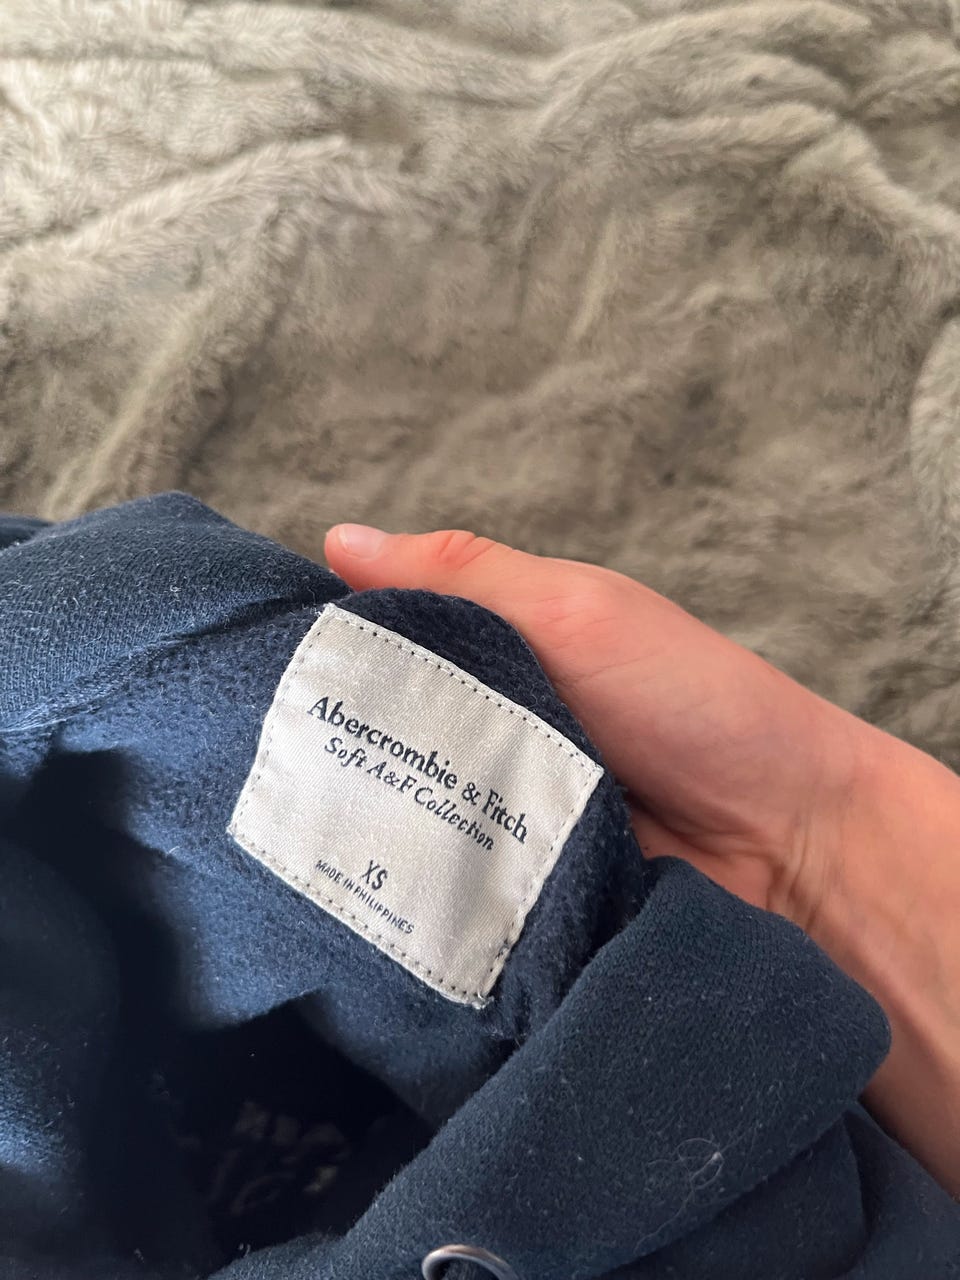 Abercrombie & Fitch
Soft A&F Collection
XS
MADE IN PHILIPPINES